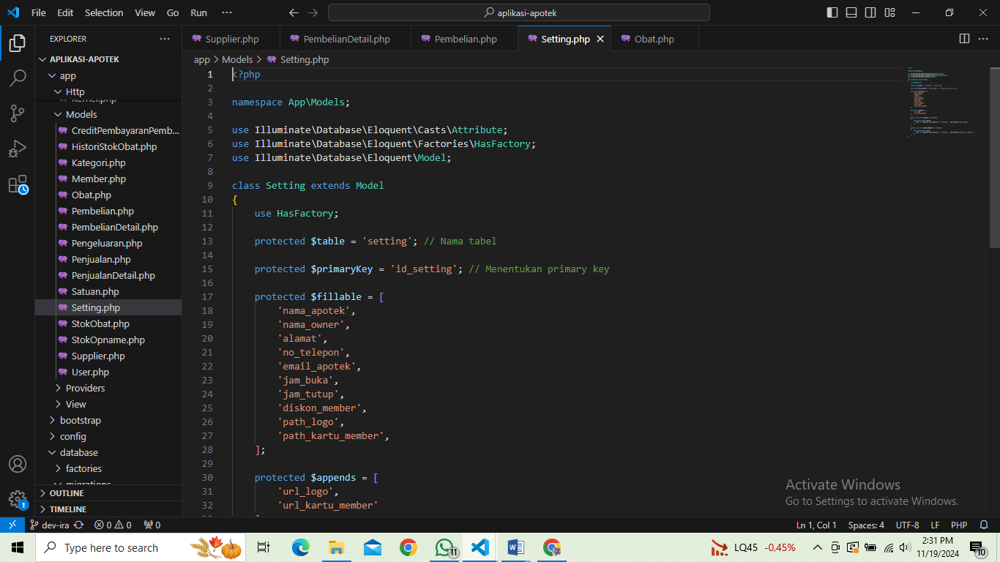 File Edit Selection View Go Run ··· aplikasi-apotek
EXPLORER
Supplier.php PembelianDetail.php Pembelian.php Setting.php Obat.php
APLIKASI-APOTEK
app
Http
Kernel.php
Models
CreditPembayaranPemb...
HistoriStokObat.php
Kategori.php
Member.php
Obat.php
Pembelian.php
PembelianDetail.php
Pengeluaran.php
Penjualan.php
PenjualanDetail.php
Satuan.php
Setting.php
StokObat.php
StokOpname.php
Supplier.php
User.php
Providers
View
bootstrap
config
database
factories
migrations
OUTLINE
TIMELINE
app > Models > Setting.php
1 <?php
2
3 namespace App\Models;
4
5 use Illuminate\Database\Eloquent\Casts\Attribute;
6 use Illuminate\Database\Eloquent\Factories\HasFactory;
7 use Illuminate\Database\Eloquent\Model;
8
9 class Setting extends Model
10 {
11 use HasFactory;
12
13 protected $table = 'setting'; // Nama tabel
14
15 protected $primaryKey = 'id_setting'; // Menentukan primary key
16
17 protected $fillable = [
18 'nama_apotek',
19 'nama_owner',
20 'alamat',
21 'no_telepon',
22 'email_apotek',
23 'jam_buka',
24 'jam_tutup',
25 'diskon_member',
26 'path_logo',
27 'path_kartu_member',
28 ];
29
30 protected $appends = [
31 'url_logo',
32 'url_kartu_member'
Activate Windows
Go to Settings to activate Windows.
1
dev-ira 0 0 0 Ln 1, Col 1 Spaces: 4 UTF-8 LF PHP
Type here to search 11 LQ45 -0,45% 2:31 PM
11/19/2024 10